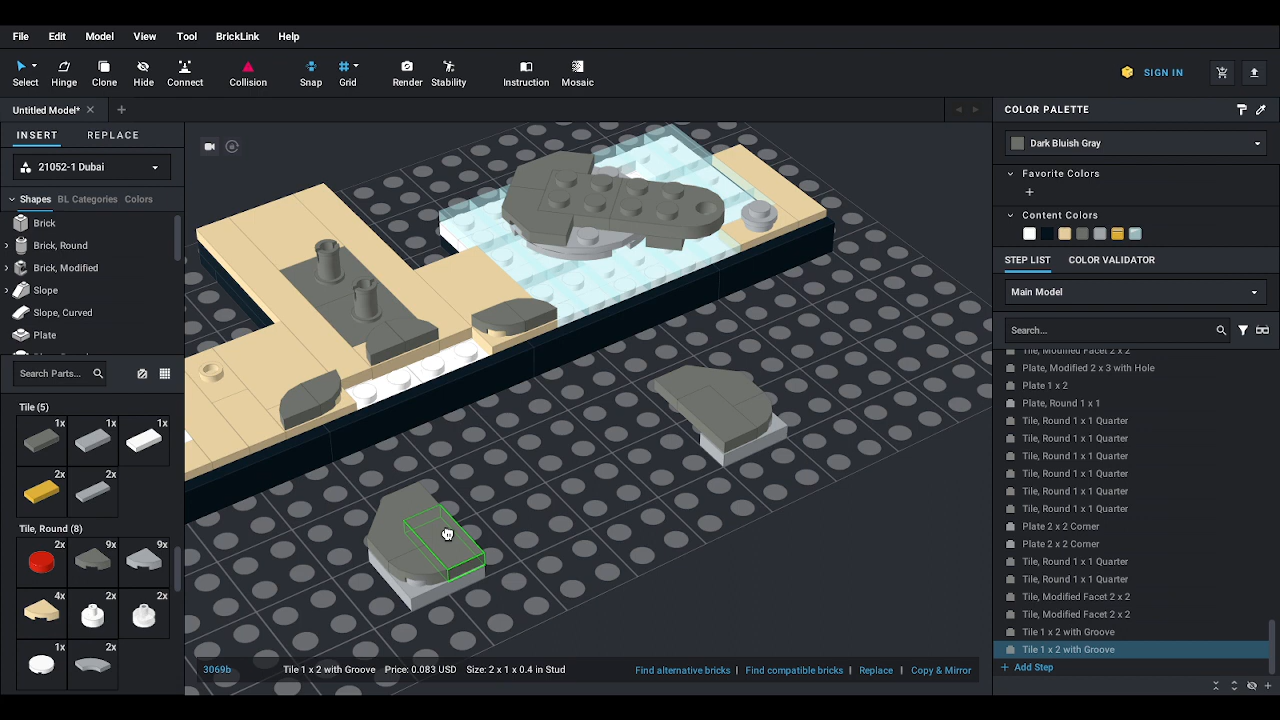 File Edit Model View Tool BrickLink Help
Select Hinge Clone Hide Connect Collision Snap Grid Render Stability Instruction Mosaic
SIGN IN
Untitled Model*
INSERT REPLACE
21052-1 Dubai
Shapes BL Categories Colors
Brick
Brick, Round
Brick, Modified
Slope
Slope, Curved
Plate
Search Parts...
Tile (5)
1x 1x 1x
2x 2x
Tile, Round (8)
2x 9x 9x
4x 2x 2x
1x 2x
3069b Tile 1 x 2 with Groove Price: 0.083 USD Size: 2 x 1 x 0.4 in Stud
Find alternative bricks | Find compatible bricks | Replace | Copy & Mirror
COLOR PALETTE
Dark Bluish Gray
Favorite Colors
Content Colors
STEP LIST COLOR VALIDATOR
Main Model
Search...
Tile, Modified Facet 2 x 2
Plate, Modified 2 x 3 with Hole
Plate 1 x 2
Plate, Round 1 x 1
Tile, Round 1 x 1 Quarter
Tile, Round 1 x 1 Quarter
Tile, Round 1 x 1 Quarter
Tile, Round 1 x 1 Quarter
Tile, Round 1 x 1 Quarter
Tile, Round 1 x 1 Quarter
Plate 2 x 2 Corner
Plate 2 x 2 Corner
Tile, Round 1 x 1 Quarter
Tile, Round 1 x 1 Quarter
Tile, Modified Facet 2 x 2
Tile, Modified Facet 2 x 2
Tile 1 x 2 with Groove
Tile 1 x 2 with Groove
+ Add Step